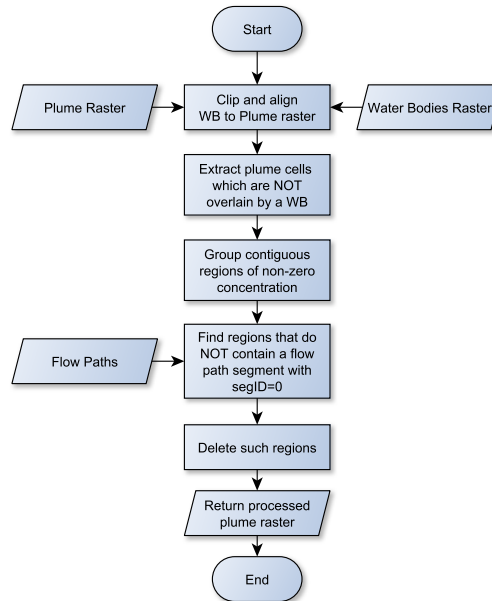 Start
Plume Raster
Clip and align
WB to Plume raster
Water Bodies Raster
Extract plume cells
which are NOT
overlain by a WB
Group contiguous
regions of non-zero
concentration
Flow Paths
Find regions that do
NOT contain a flow
path segment with
segID=0
Delete such regions
Return processed
plume raster
End